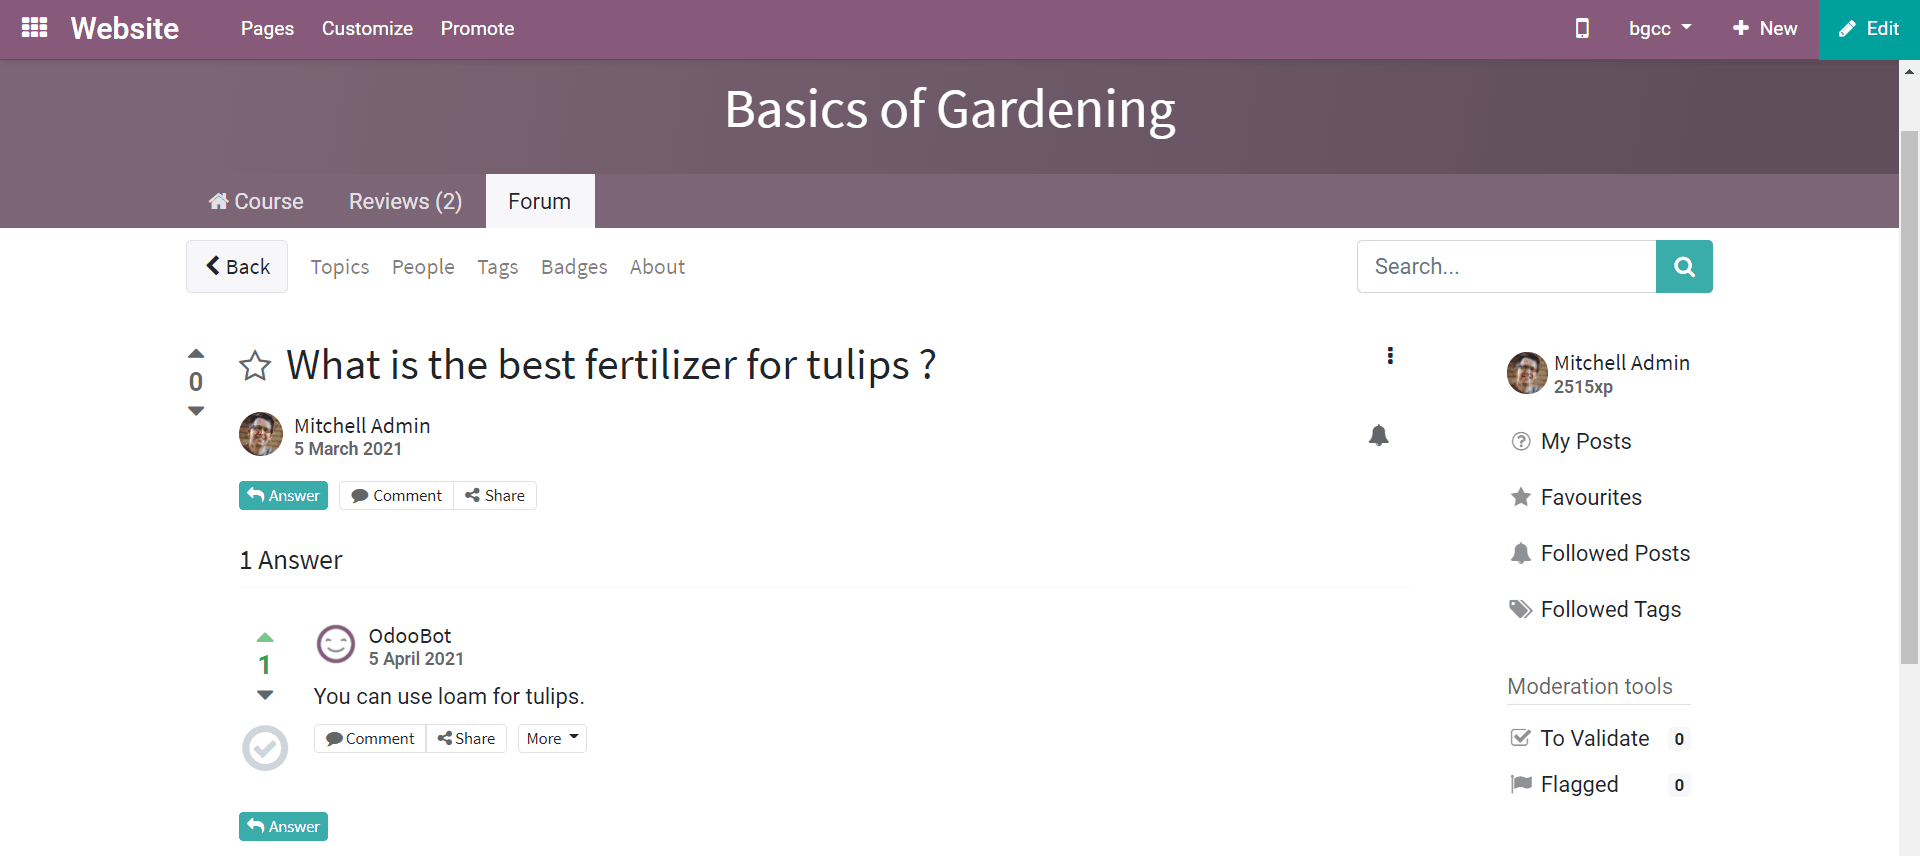 Website Pages Customize Promote bgcc New Edit
Basics of Gardening
Course Reviews (2) Forum
Back Topics People Tags Badges About Search...
0
What is the best fertilizer for tulips ?
Mitchell Admin
5 March 2021
Answer Comment Share
1 Answer
1
OdooBot
5 April 2021
You can use loam for tulips.
Comment Share More
Answer
Mitchell Admin
2515xp
My Posts
Favourites
Followed Posts
Followed Tags
Moderation tools
To Validate 0
Flagged 0